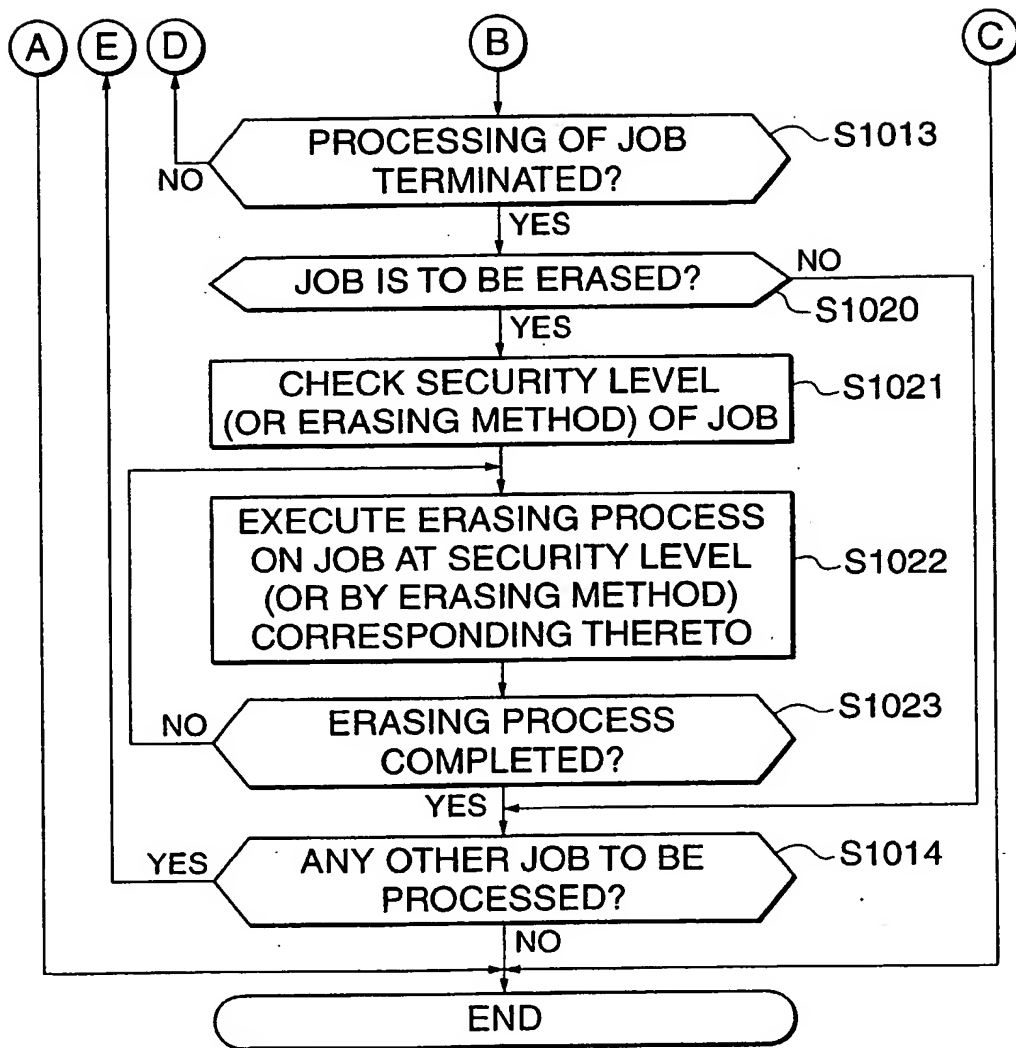 A E D B C
PROCESSING OF JOB
TERMINATED?
S1013
NO
YES
JOB IS TO BE ERASED?
NO
S1020
YES
CHECK SECURITY LEVEL
(OR ERASING METHOD) OF JOB
S1021
EXECUTE ERASING PROCESS
ON JOB AT SECURITY LEVEL
(OR BY ERASING METHOD)
CORRESPONDING THERETO
S1022
ERASING PROCESS
COMPLETED?
S1023
NO
YES
ANY OTHER JOB TO BE
PROCESSED?
S1014
YES
NO
END